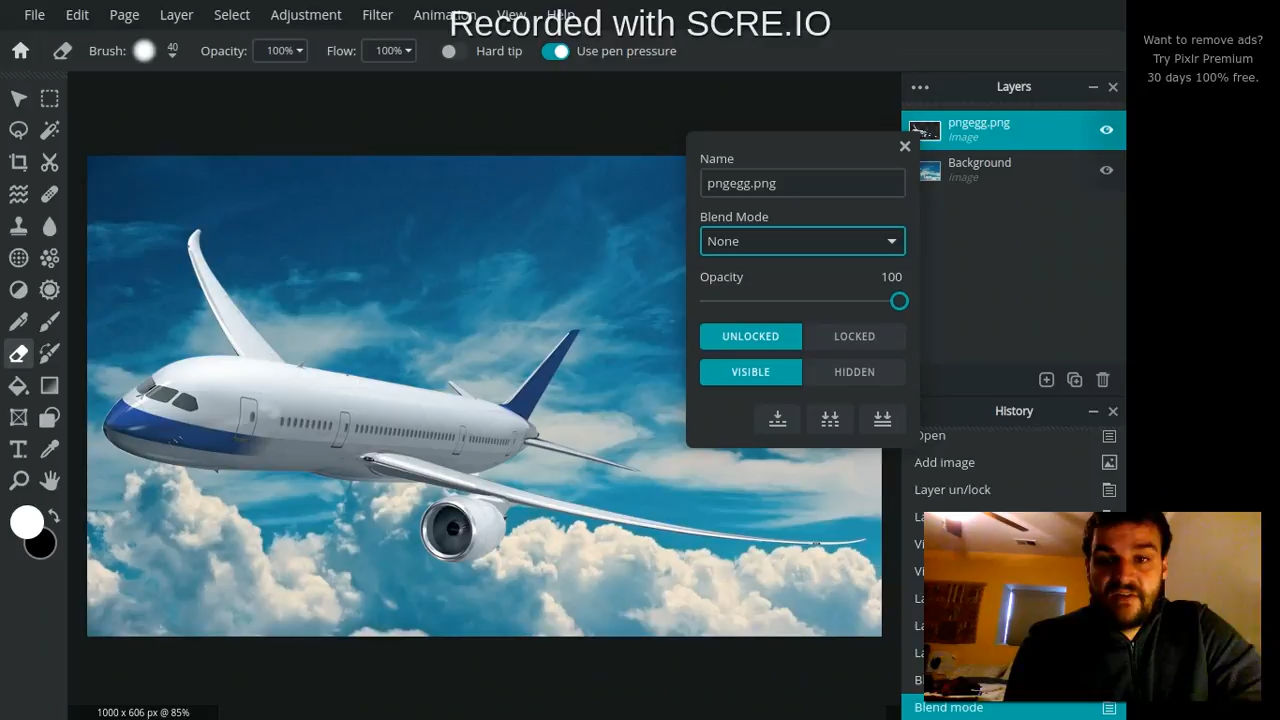 File Edit Page Layer Select Adjustment Filter Animation View Help
Recorded with SCRE.IO
Brush: 40 Opacity: 100% Flow: 100% Hard tip Use pen pressure
Want to remove ads?
Try Pixlr Premium
30 days 100% free.
Layers
pngegg.png
Image
Background
Image
Name
pngegg.png
Blend Mode
None
Opacity 100
UNLOCKED LOCKED
VISIBLE HIDDEN
History
Open
Add image
Layer un/lock
Blend mode
1000 x 606 px @ 85%